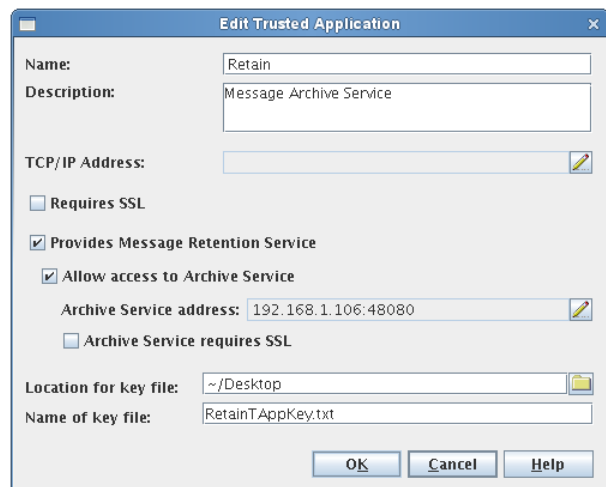 Edit Trusted Application
Name: Retain
Description: Message Archive Service
TCP/IP Address:
Requires SSL
Provides Message Retention Service
Allow access to Archive Service
Archive Service address: 192.168.1.106:48080
Archive Service requires SSL
Location for key file: ~/Desktop
Name of key file: RetainTAppKey.txt
OK Cancel Help